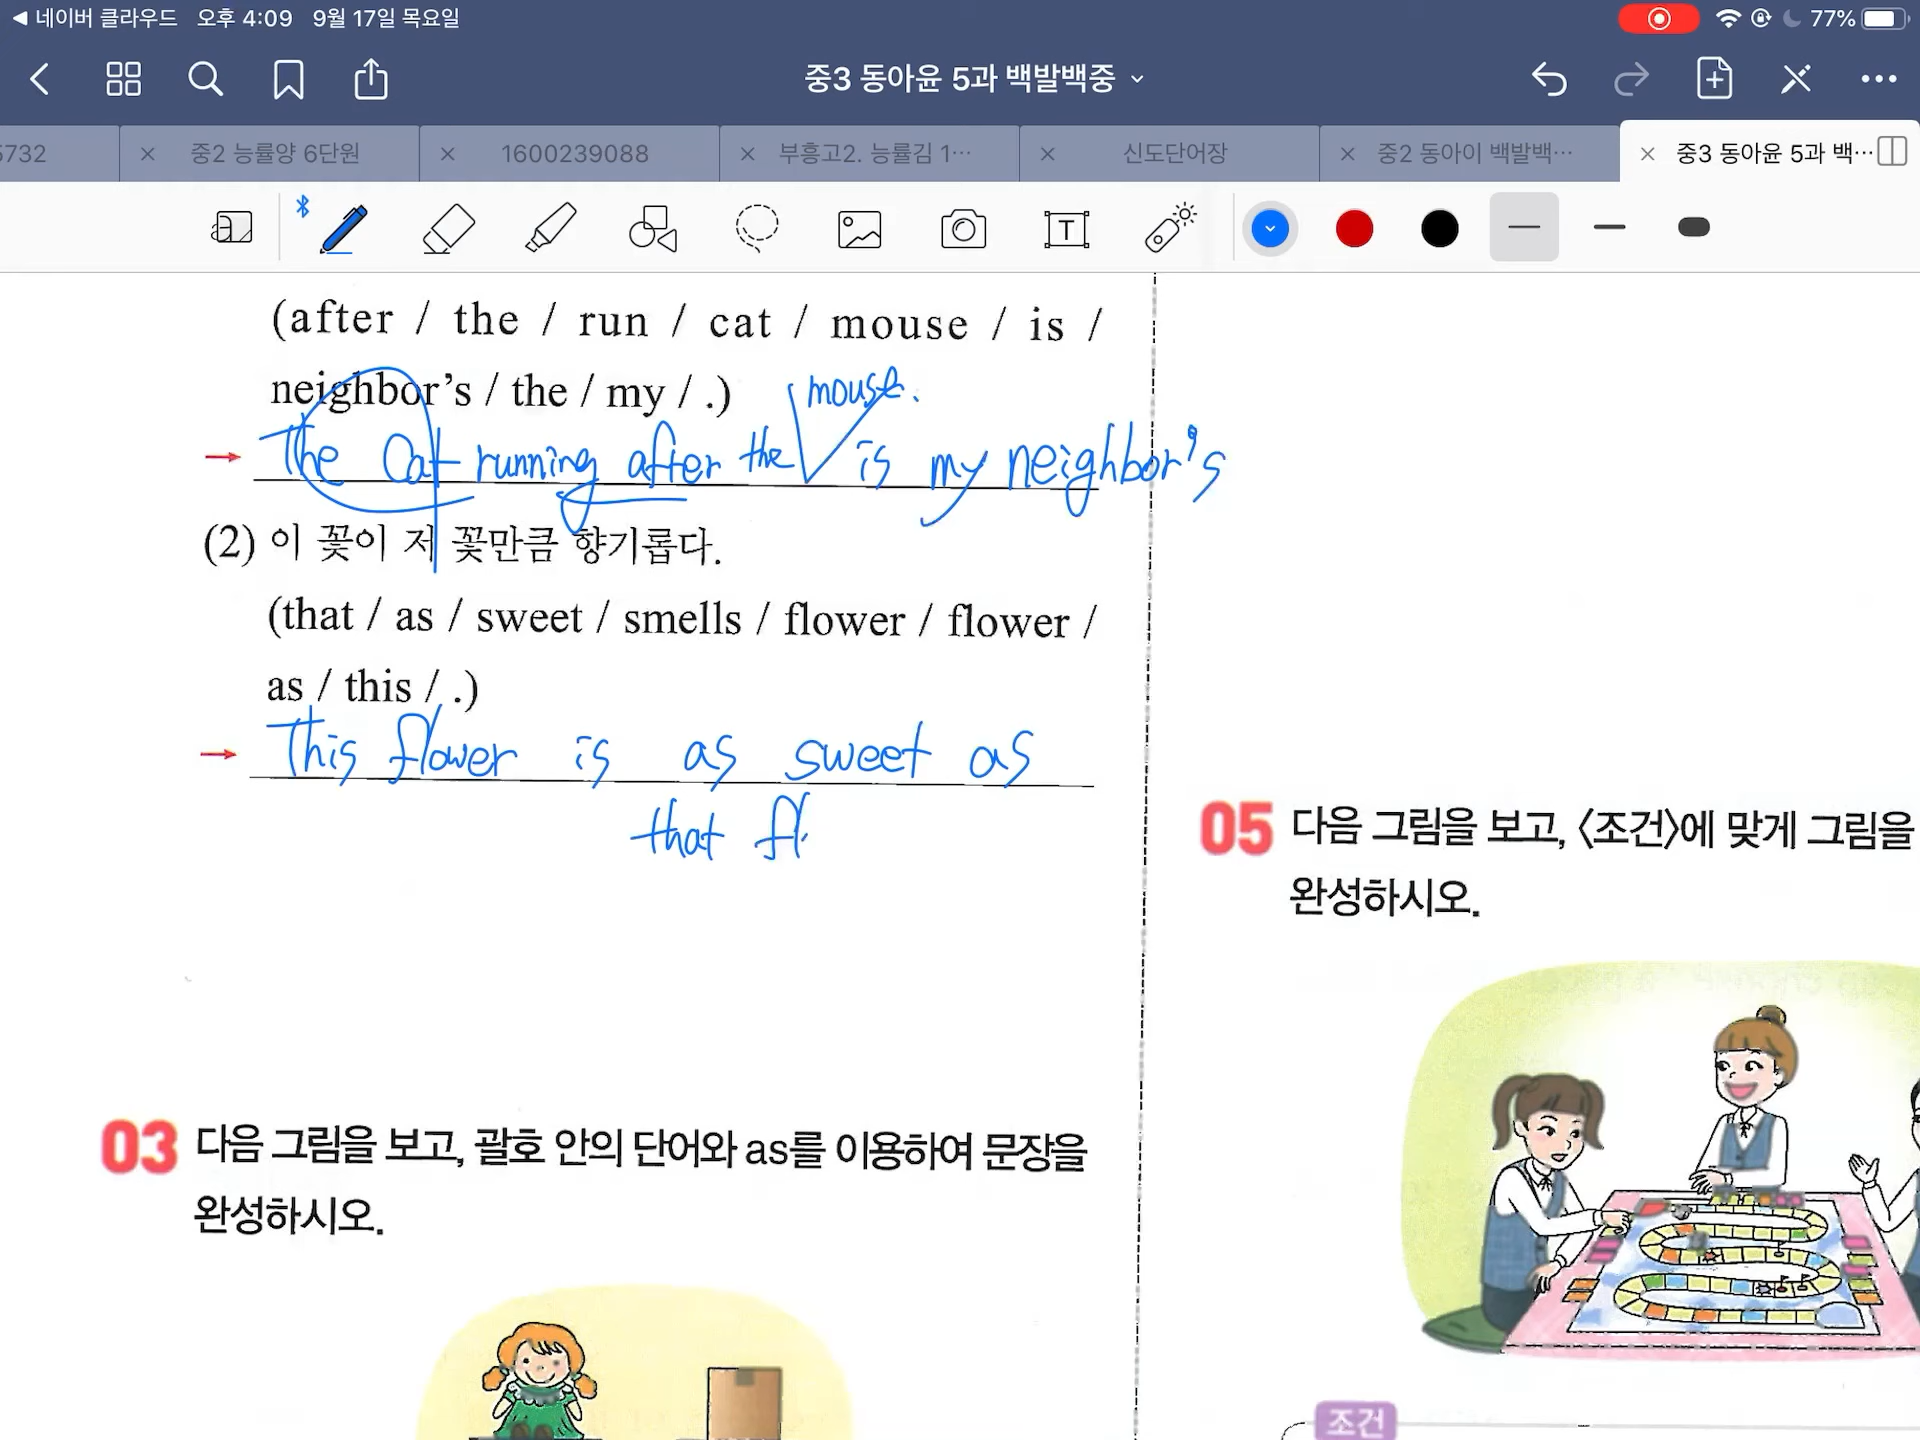 네이버 클라우드 오후 4:09 9월 17일 목요일
77%
중3 동아윤 5과 백발백중
5732
중2 능률양 6단원
1600239088
부흥고2. 능률김 1…
신도단어장
중2 동아이 백발백…
중3 동아윤 5과 백…
(after / the / run / cat / mouse / is /
neighbor's / the / my / .)
mouse.
→ The Cat running after the is my neighbor's
(2) 이 꽃이 저 꽃만큼 향기롭다.
(that / as / sweet / smells / flower / flower /
as / this / .)
→ This flower is as sweet as
that fl
03 다음 그림을 보고, 괄호 안의 단어와 as를 이용하여 문장을
완성하시오.
05 다음 그림을 보고, 〈조건〉에 맞게 그림을
완성하시오.
조건